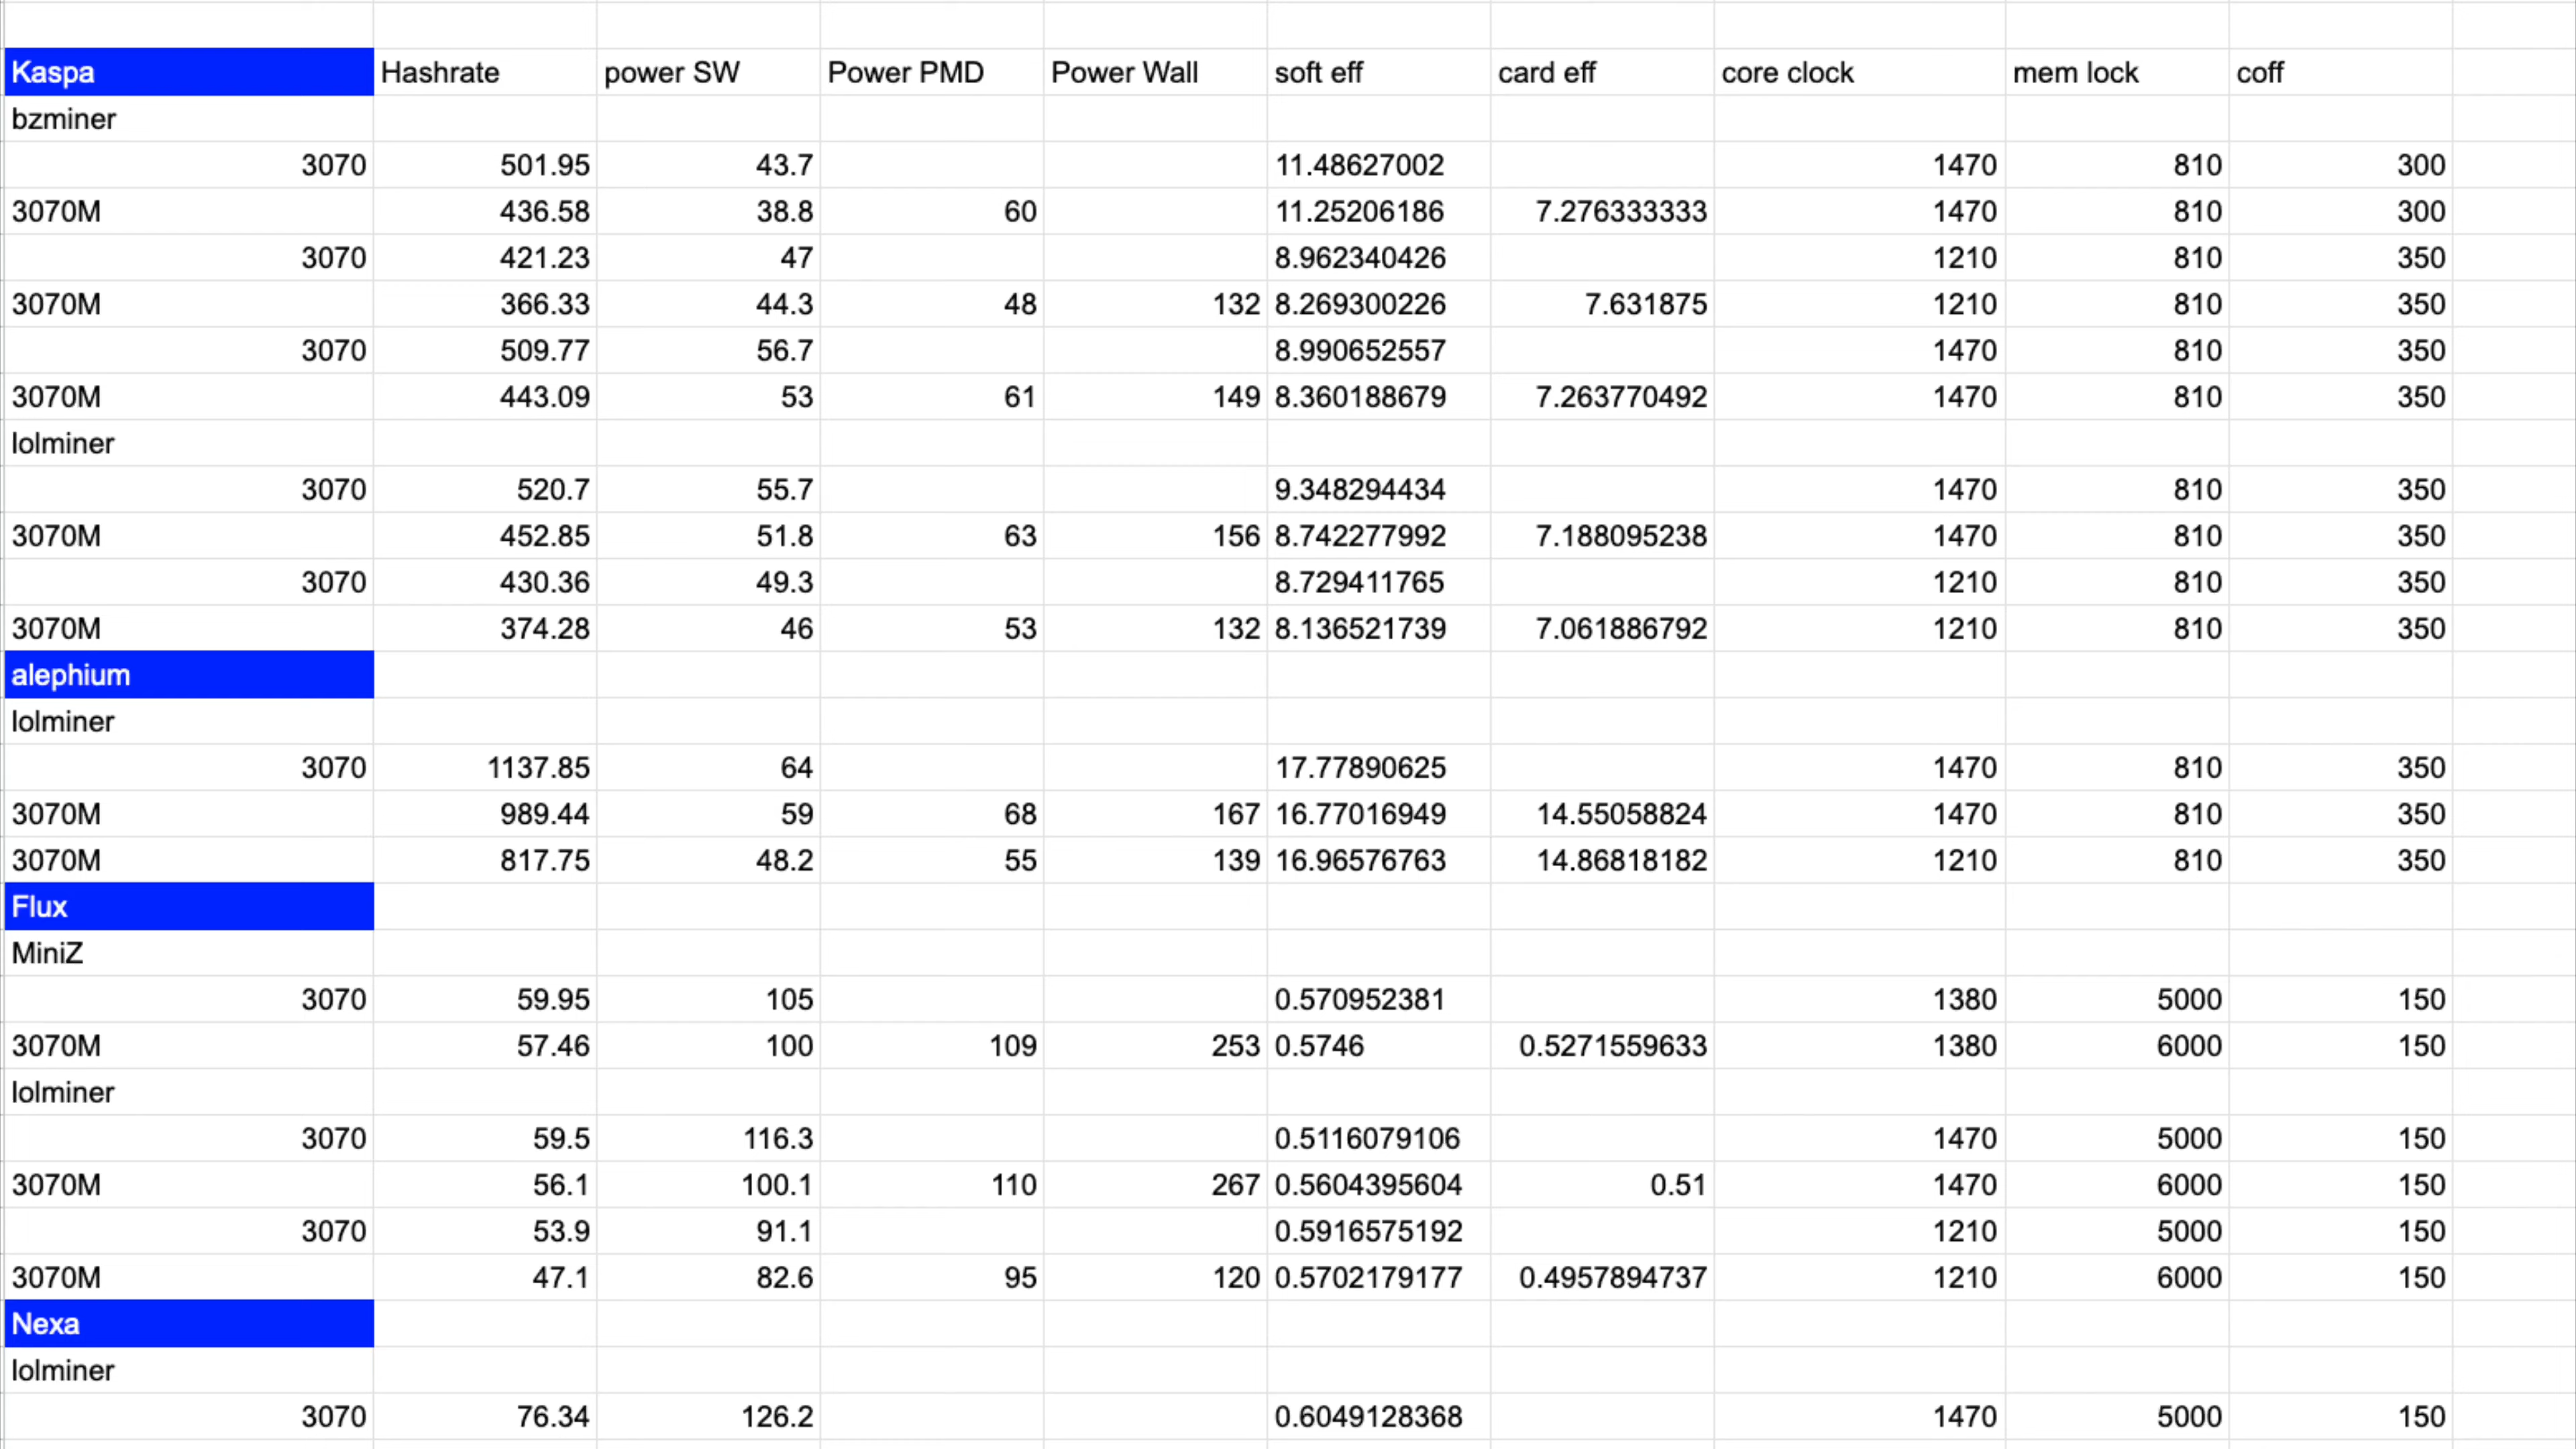 Kaspa Hashrate power SW Power PMD Power Wall soft eff card eff core clock mem lock coff
bzminer
3070 501.95 43.7 11.48627002 1470 810 300
3070M 436.58 38.8 60 11.25206186 7.276333333 1470 810 300
3070 421.23 47 8.962340426 1210 810 350
3070M 366.33 44.3 48 132 8.269300226 7.631875 1210 810 350
3070 509.77 56.7 8.990652557 1470 810 350
3070M 443.09 53 61 149 8.360188679 7.263770492 1470 810 350
lolminer
3070 520.7 55.7 9.348294434 1470 810 350
3070M 452.85 51.8 63 156 8.742277992 7.188095238 1470 810 350
3070 430.36 49.3 8.729411765 1210 810 350
3070M 374.28 46 53 132 8.136521739 7.061886792 1210 810 350
alephium
lolminer
3070 1137.85 64 17.77890625 1470 810 350
3070M 989.44 59 68 167 16.77016949 14.55058824 1470 810 350
3070M 817.75 48.2 55 139 16.96576763 14.86818182 1210 810 350
Flux
MiniZ
3070 59.95 105 0.570952381 1380 5000 150
3070M 57.46 100 109 253 0.5746 0.5271559633 1380 6000 150
lolminer
3070 59.5 116.3 0.5116079106 1470 5000 150
3070M 56.1 100.1 110 267 0.5604395604 0.51 1470 6000 150
3070 53.9 91.1 0.5916575192 1210 5000 150
3070M 47.1 82.6 95 120 0.5702179177 0.4957894737 1210 6000 150
Nexa
lolminer
3070 76.34 126.2 0.6049128368 1470 5000 150